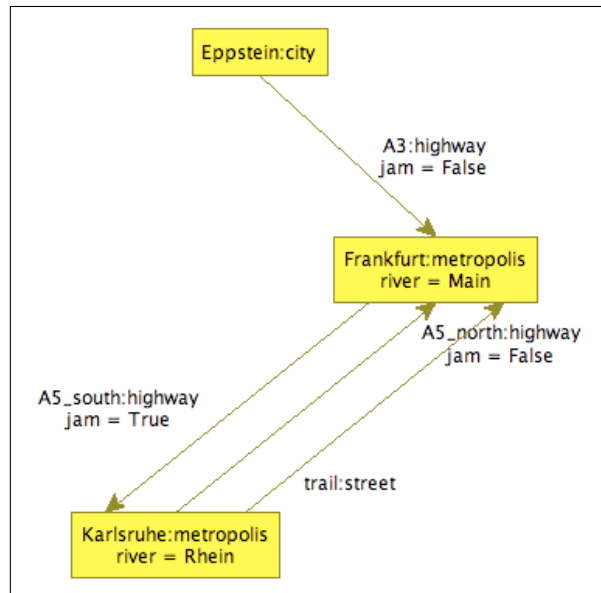 Eppstein:city
A3:highway
jam = False
Frankfurt:metropolis
river = Main
A5_north:highway
jam = False
A5_south:highway
jam = True
trail:street
Karlsruhe:metropolis
river = Rhein